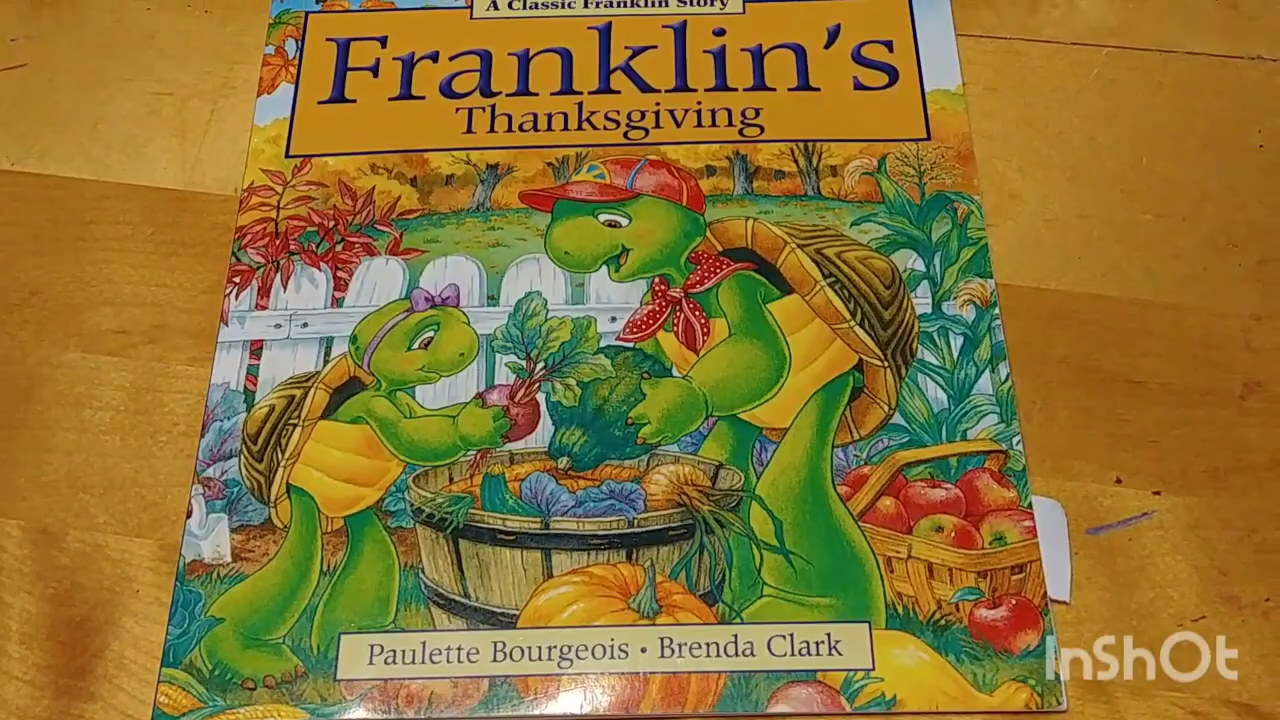 A Classic Franklin Story
Franklin's
Thanksgiving
Paulette Bourgeois • Brenda Clark
InShOt